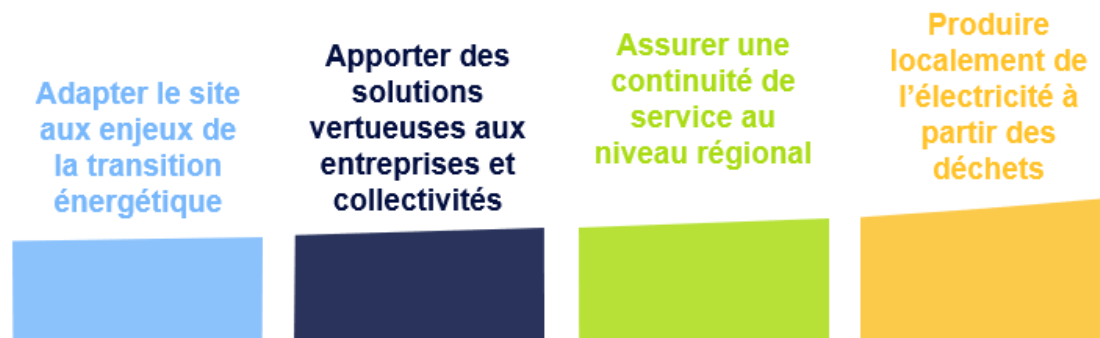 Adapter le site
aux enjeux de
la transition
énergétique
Apporter des
solutions
vertueuses aux
entreprises et
collectivités
Assurer une
continuité de
service au
niveau régional
Produire
localement de
l’électricité à
partir des
déchets